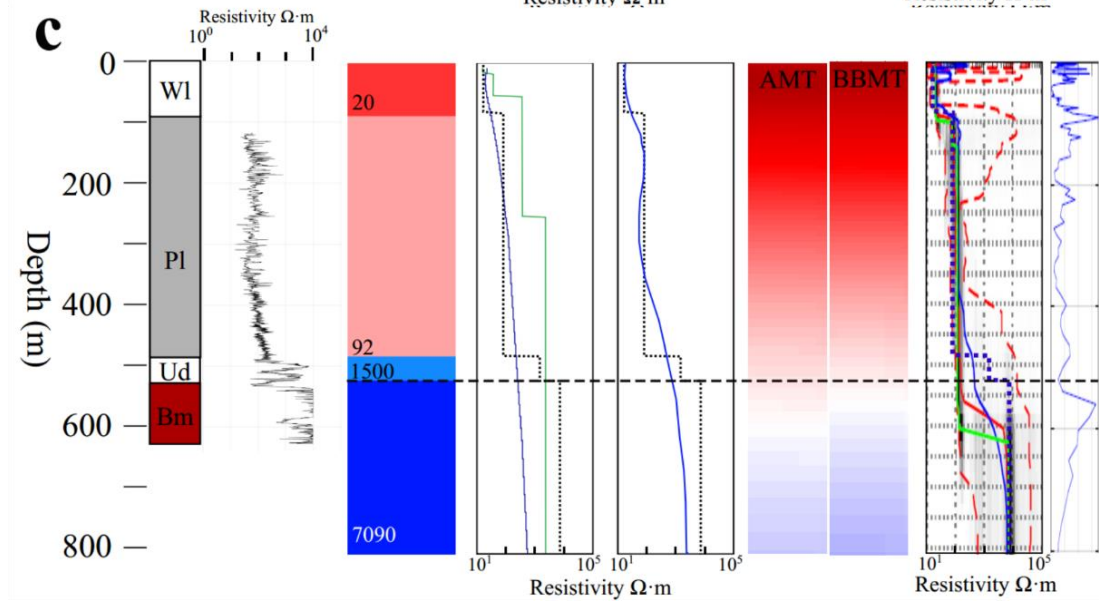 c
Resistivity Ω·m
10⁰
10⁴
Depth (m)
0
200
400
600
800
Wl
Pl
Ud
Bm
20
92
1500
7090
AMT
BBMT
10¹
10⁵
10¹
10⁵
Resistivity Ω·m
10¹
10⁵
Resistivity Ω·m